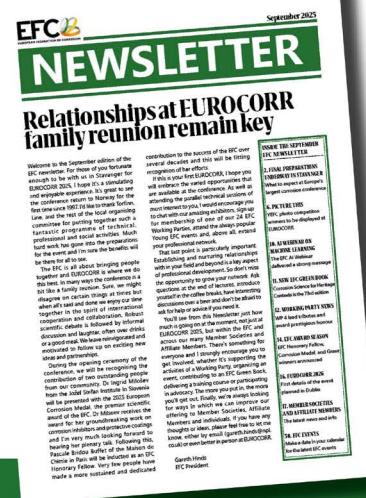 September 2025
EFC
EUROPEAN FEDERATION OF CORROSION
NEWSLETTER
Relationships at EUROCORR
family reunion remain key
Welcome to the September edition of the
EFC newsletter. For those of you fortunate
enough to be with us in Stavanger for
EUROCORR 2025, I hope it's a stimulating
and enjoyable experience. It's great to see
the conference return to Norway for the
first time since 1997. I'd like to thank Torfinn,
Lene, and the rest of the local organising
committee for putting together such a
fantastic programme of technical,
professional and social activities. Much
hard work has gone into the preparations
for the event and I'm sure the benefits will
be there for all to see.
The EFC is all about bringing people
together and EUROCORR is where we do
this best. In many ways the conference is a
bit like a family reunion. Sure, we might
disagree on certain things at times but
when all's said and done we enjoy our time
together in the spirit of international
cooperation and collaboration. Robust
scientific debate is followed by informal
discussion and laughter, often over drinks
or a good meal. We leave reinvigorated and
motivated to follow up on exciting new
ideas and partnerships.
During the opening ceremony of the
conference, we will be recognising the
contribution of two outstanding people
from our community. Dr Ingrid Milošev
from the Jožef Stefan Institute in Slovenia
will be presented with the 2025 European
Corrosion Medal, the premier scientific
award of the EFC. Dr Milosev receives the
award for her groundbreaking work on
corrosion inhibitors and protective coatings
and I'm very much looking forward to
hearing her plenary talk. Following this,
Pascale Bridou Buffet of the Maison de
Chimie in Paris will be inducted as an EFC
Honorary Fellow. Very few people have
made a more sustained and dedicated
contribution to the success of the EFC over
several decades and this will be fitting
recognition of her efforts.
If this is your first EUROCORR, I hope you
will embrace the varied opportunities that
are available at the conference. As well as
attending the parallel technical sessions of
most interest to you, I would encourage you
to chat with our amazing exhibitors, sign up
for membership of one of our 24 EFC
Working Parties, attend the always popular
Young EFC events and, above all, extend
your professional network.
That last point is particularly important.
Establishing and nurturing relationships
with in your field and beyond is a key aspect
of professional development. So don't miss
the opportunity to grow your network. Ask
questions at the end of lectures, introduce
yourself in the coffee breaks, have interesting
discussions over a beer and don't be afraid to
ask for help or advice if you need it.
You'll see from this Newsletter just how
much is going on at the moment, not just at
EUROCORR 2025, but within the EFC and
across our many Member Societies and
Affiliate Members. There's something for
everyone and I strongly encourage you to
get involved, whether it's supporting the
activities of a Working Party, organising an
event, contributing to an EFC Green Book,
delivering a training course or participating
in advocacy. The more you put in, the more
you'll get out. Finally, we're always looking
for ways in which we can improve our
offering to Member Societies, Affiliate
Members and individuals. If you have any
thoughts or ideas, please feel free to let me
know, either by email
could) or even better in person at EUROCORR.
Gareth Hinds
EFC President
INSIDE THE SEPTEMBER
EFC NEWSLETTER
2. FINAL PREPARATIONS
UNDERWAY IN STAVANGER
What to expect at Europe's
largest corrosion conference
6. PICTURE THIS
YEFC photo competition
winners to be displayed at
EUROCORR
10. AI WEBINAR ON
MACHINE LEARNING
The EFC AI Webinar
delivered a strong message
11. NEW EFC GREEN BOOK
Corrosion Science for Heritage
Contexts is the 71st edition
12. WORKING PARTY NEWS
WP 4 best tributes and
award prestigious honour
14. EFC AWARD SEASON
EFC Honorary Fellow,
Corrosion Medal, and Green
winners announced
16. EUROCORR 2026
First details of the event
planned in Dublin
17. MEMBER SOCIETIES
AND AFFILIATE MEMBERS
The latest news and info
30. EFC EVENTS
Make a date in your calendar
for the latest EFC events